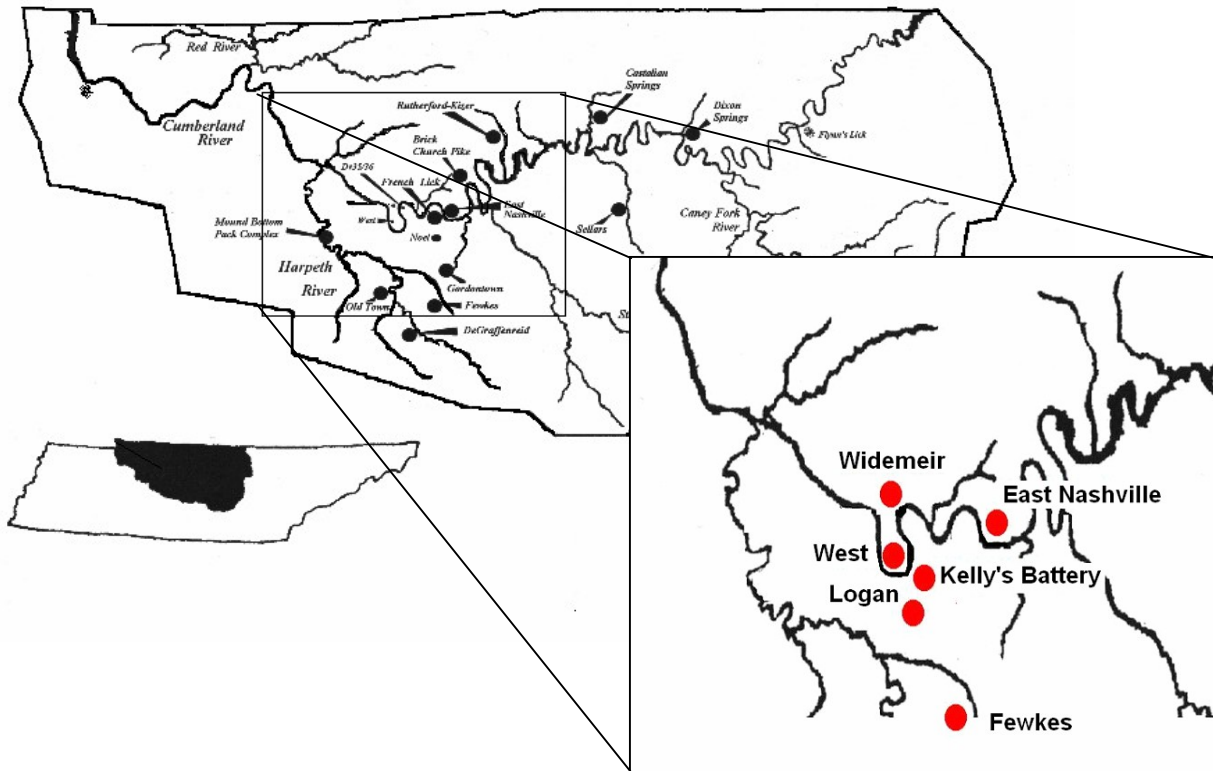 Red River
Cumberland
River
Rutherford-Kizer
Castalian
Springs
Dixon
Springs
Flynn's Lick
Brick
Church Pike
French Lick
West
East
Nashville
Noel
Mound Bottom
Pack Complex
Sellars
Caney Fork
River
Harpeth
River
Gordontown
Old Town
Fewkes
DeGraffenreid
Widemeir
East Nashville
West
Kelly's Battery
Logan
Fewkes